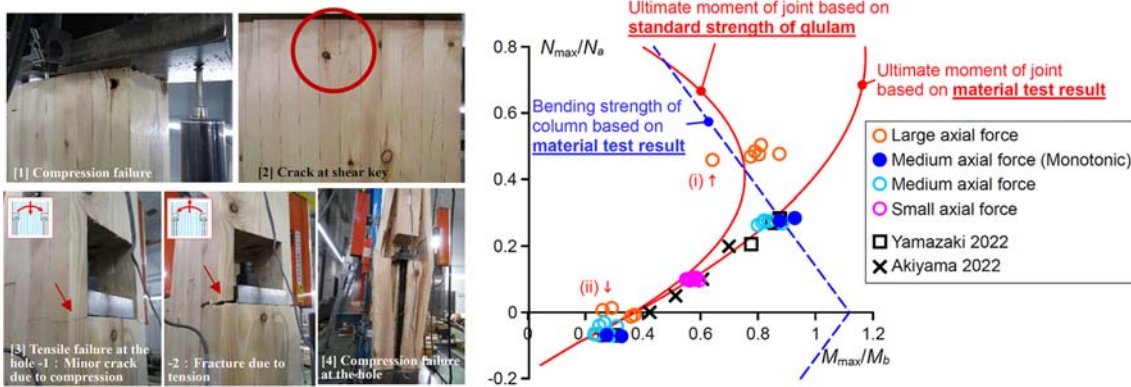 [1] Compression failure
[2] Crack at shear key
[3] Tensile failure at the
hole -1 : Minor crack
due to compression
-2 : Fracture due to
tension
[4] Compression failure
at the hole
Ultimate moment of joint based on
standard strength of glulam
Nmax/Na
Ultimate moment of joint
based on material test result
Bending strength of
column based on
material test result
0.8
0.6
0.4
0.2
0
-0.2
(i) ↑
(ii) ↓
0
0.2
0.4
0.6
0.8
1
1.2
Mmax/Mb
Large axial force
Medium axial force (Monotonic)
Medium axial force
Small axial force
Yamazaki 2022
Akiyama 2022